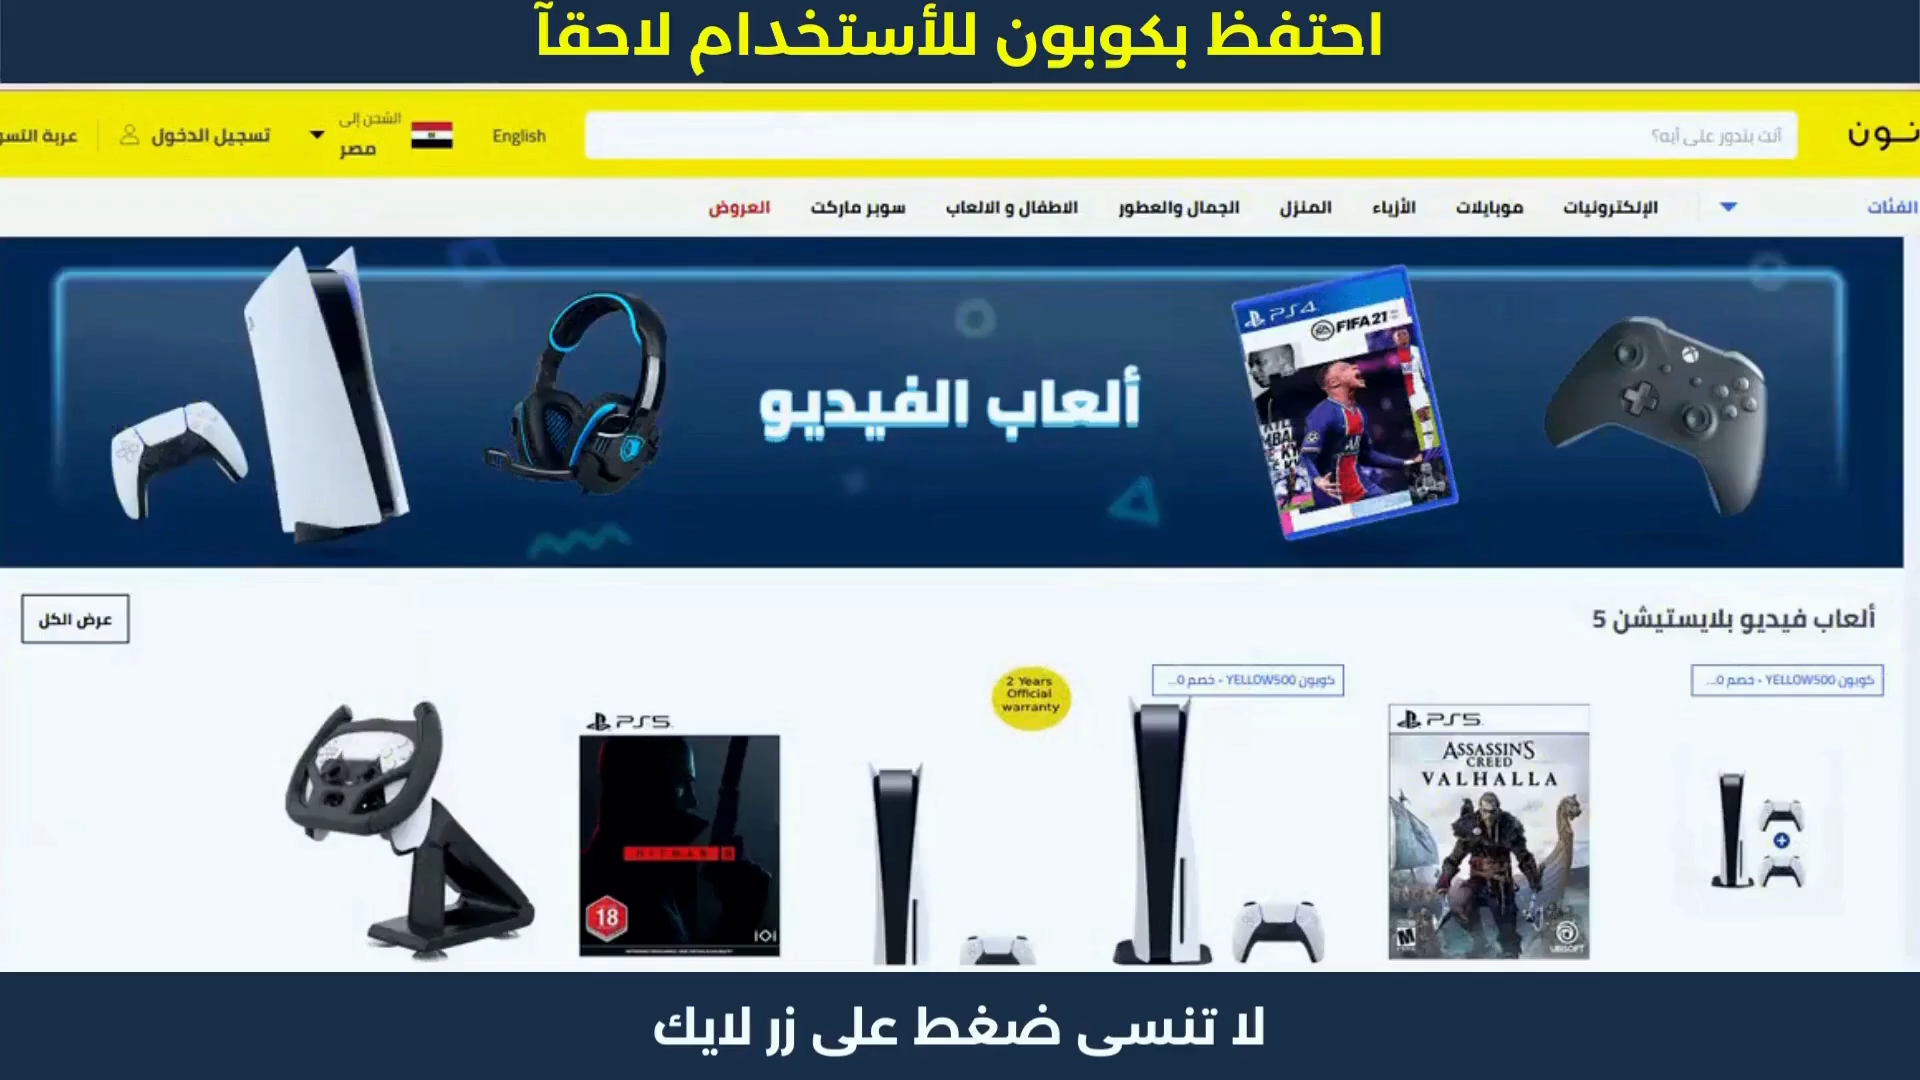 احتفظ بكوبون للأستخدام لاحقآ
نون
أنت بتدور على أيه؟
English
الشحن إلى
مصر
تسجيل الدخول
عربة التسو
الفئات
الإلكترونيات
موبايلات
الأزياء
المنزل
الجمال والعطور
الاطفال و الالعاب
سوبر ماركت
العروض
ألعاب الفيديو
PS4
FIFA 21
ألعاب فيديو بلايستيشن 5
عرض الكل
كوبون YELLOW500 - خصم 0...
كوبون YELLOW500 - خصم 0...
2 Years
Official
warranty
PS5
ASSASSIN'S
CREED
VALHALLA
M
UBISOFT
PS5
HITMAN
18
IOI
لا تنسى ضغط على زر لايك